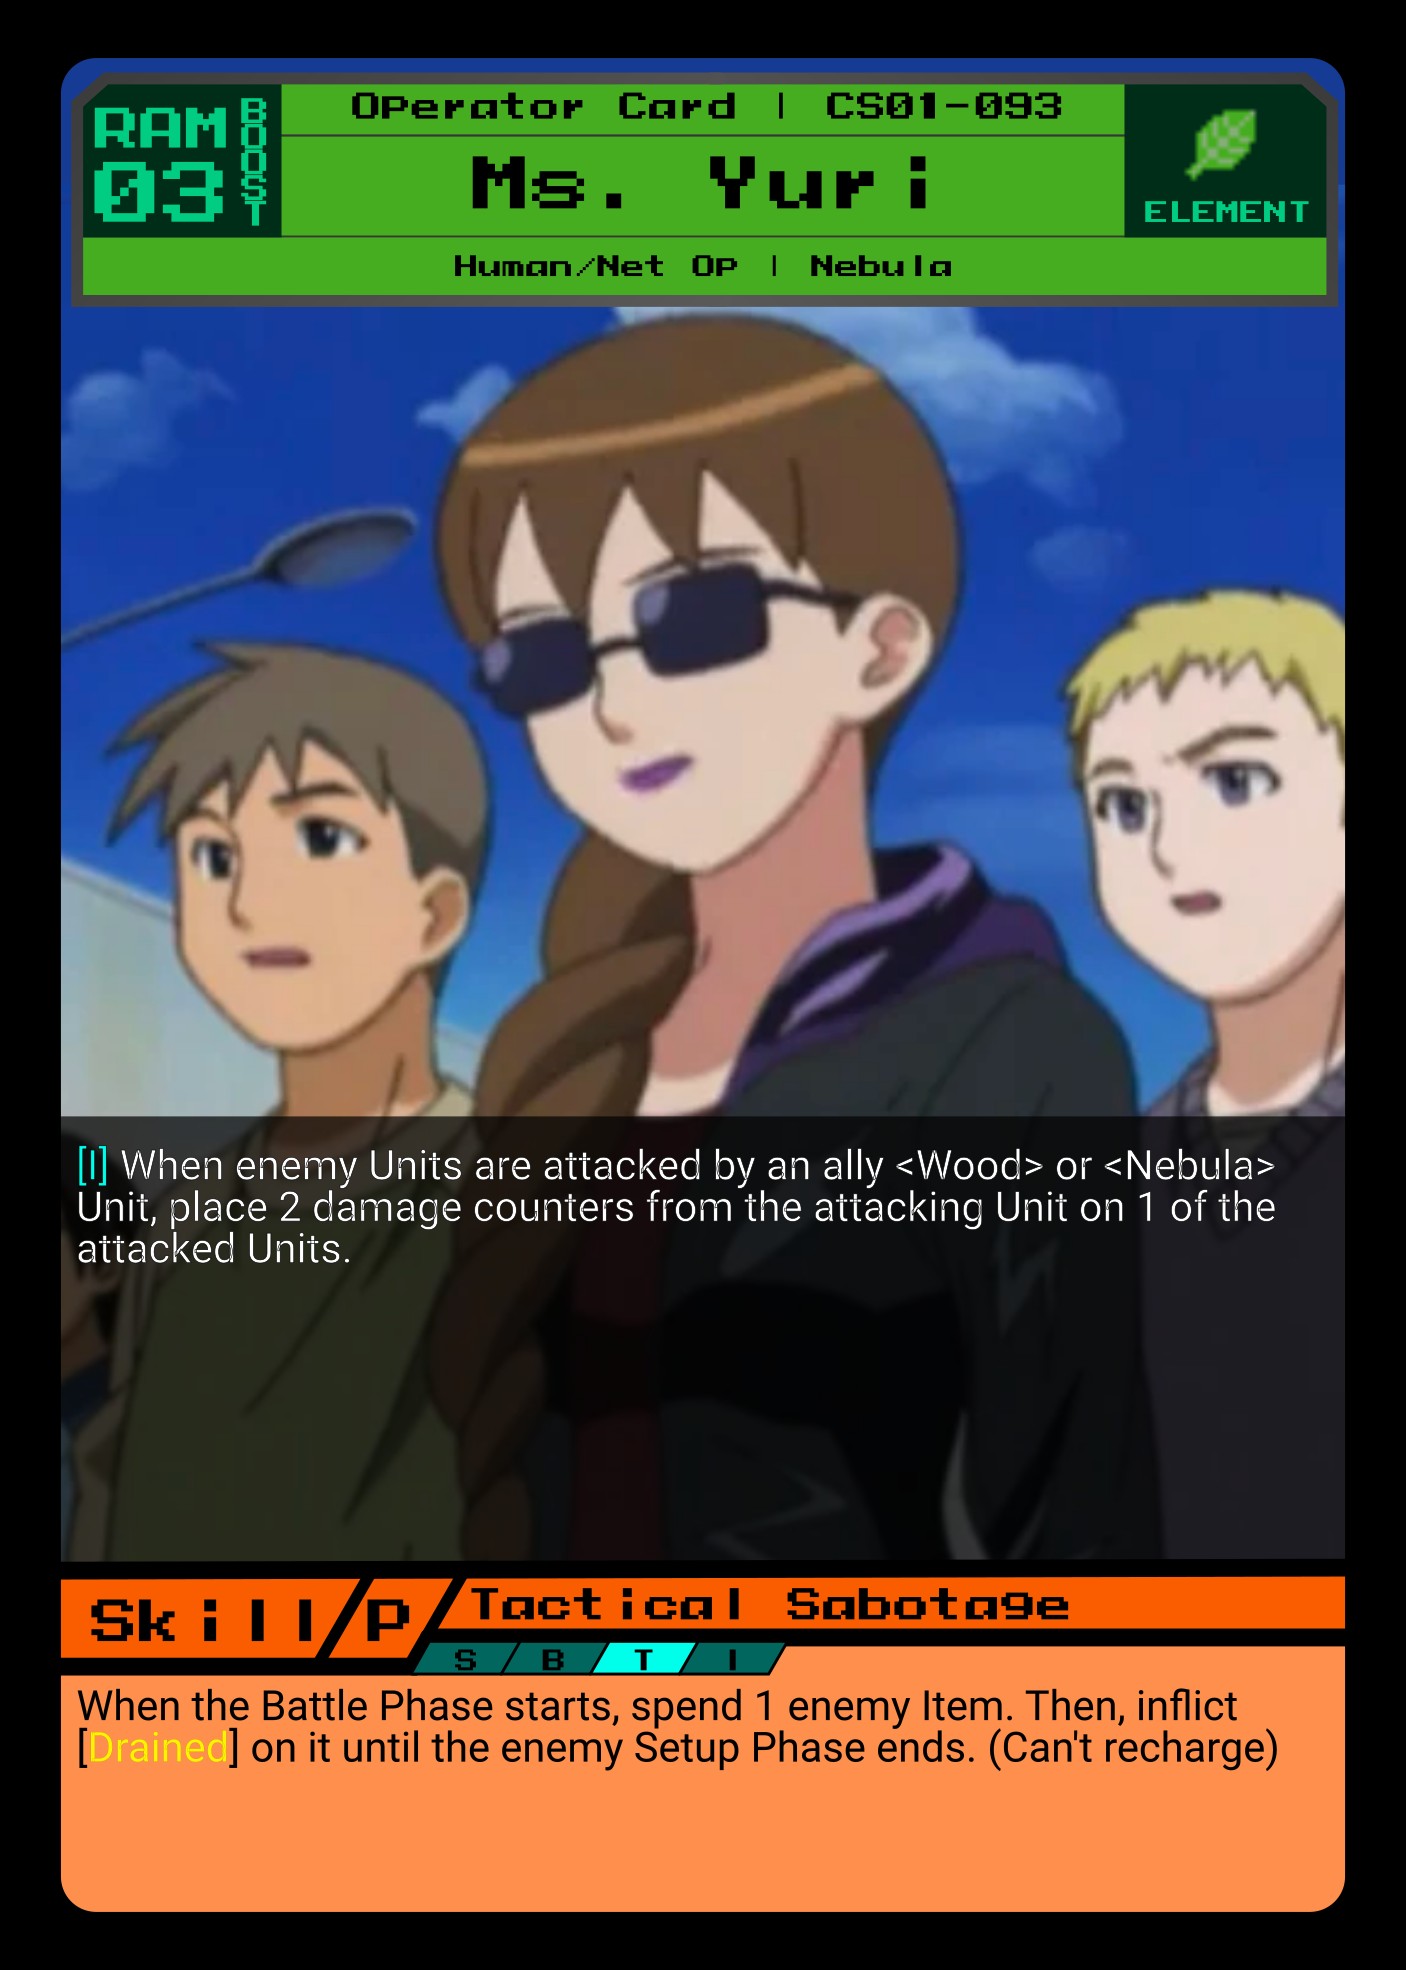 RAM
03
BOOST
Operator Card | CS01-093
Ms. Yuri
ELEMENT
Human/Net Op | Nebula
[I] When enemy Units are attacked by an ally <Wood> or <Nebula>
Unit, place 2 damage counters from the attacking Unit on 1 of the
attacked Units.
Skill/P
Tactical Sabotage
S B T I
When the Battle Phase starts, spend 1 enemy Item. Then, inflict
[Drained] on it until the enemy Setup Phase ends. (Can't recharge)